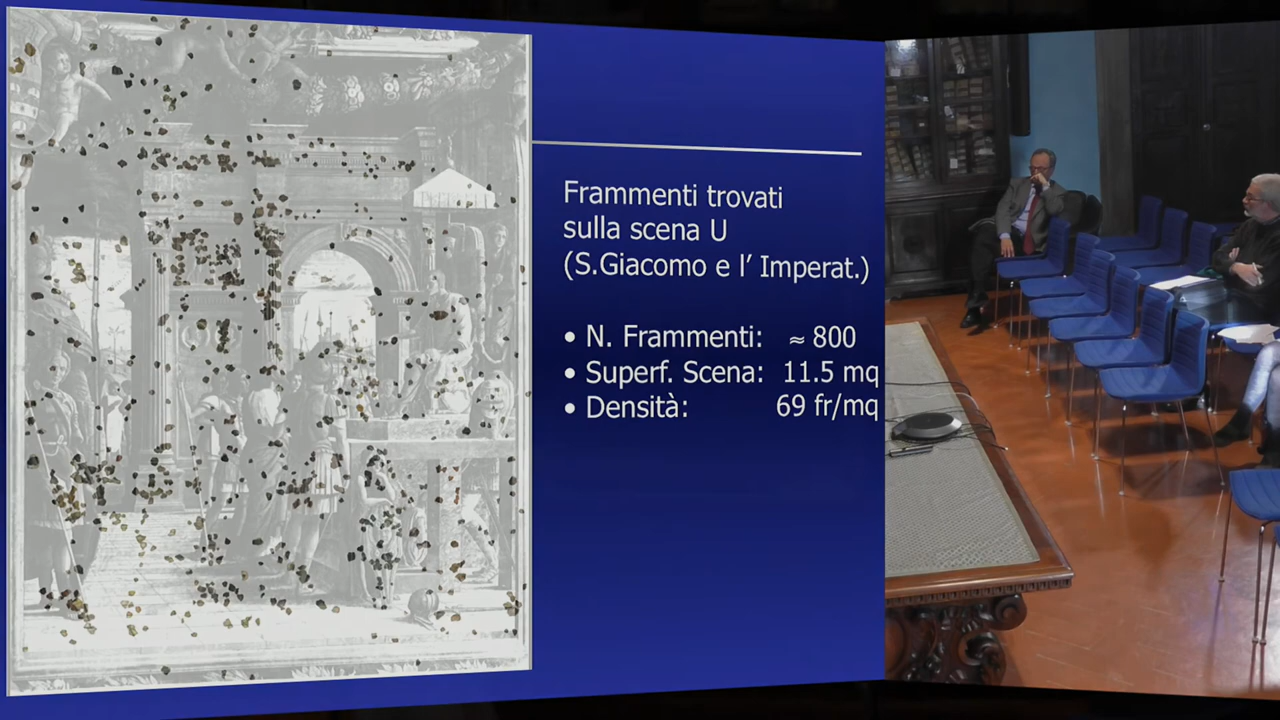 Frammenti trovati
sulla scena U
(S.Giacomo e l’ Imperat.)
• N. Frammenti: ≈ 800
• Superf. Scena: 11.5 mq
• Densità: 69 fr/mq